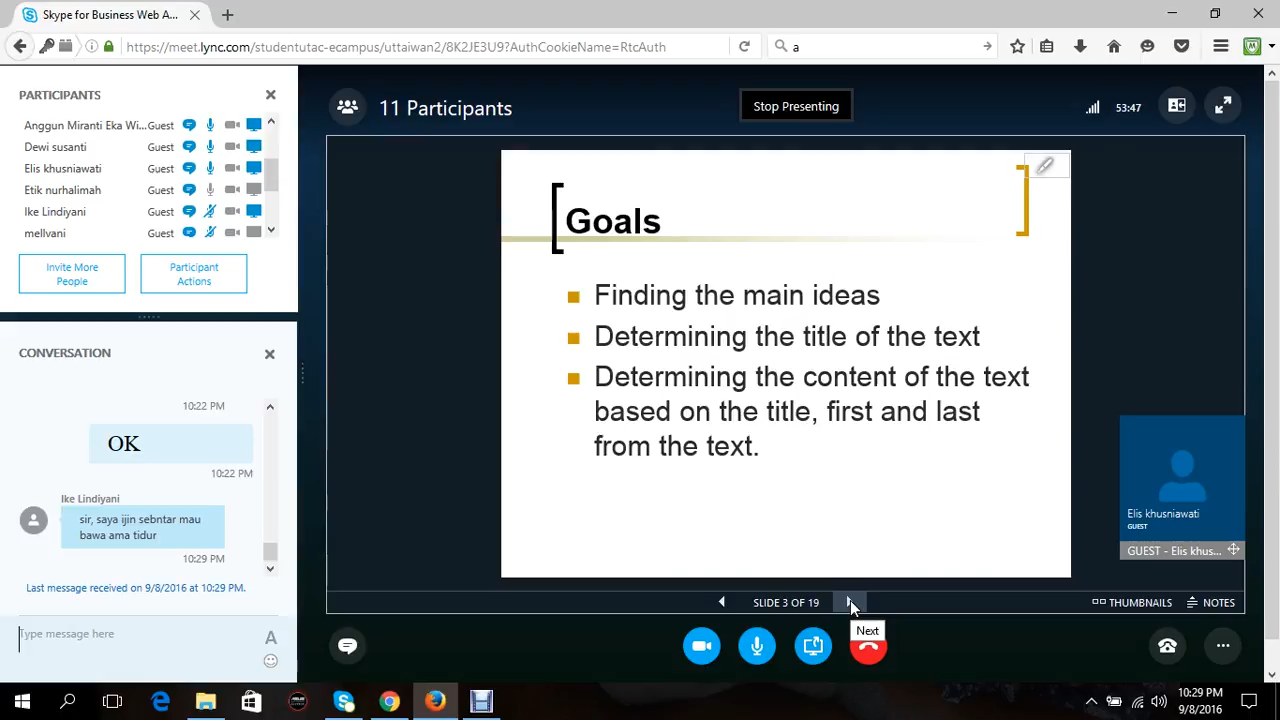 Skype for Business Web A...
https://meet.lync.com/studentutac-ecampus/uttaiwan2/8K2JE3U9?AuthCookieName=RtcAuth
a
PARTICIPANTS
Anggun Miranti Eka Wi... Guest
Dewi susanti Guest
Elis khusniawati Guest
Etik nurhalimah Guest
Ike Lindiyani Guest
mellvani Guest
Invite More
People
Participant
Actions
CONVERSATION
10:22 PM
OK
10:22 PM
Ike Lindiyani
sir, saya ijin sebntar mau
bawa ama tidur
10:29 PM
Last message received on 9/8/2016 at 10:29 PM.
Type message here
A
11 Participants
Stop Presenting
53:47
Goals
Finding the main ideas
Determining the title of the text
Determining the content of the text
based on the title, first and last
from the text.
Elis khusniawati
GUEST
GUEST - Elis khus...
SLIDE 3 OF 19
THUMBNAILS
NOTES
Next
10:29 PM
9/8/2016